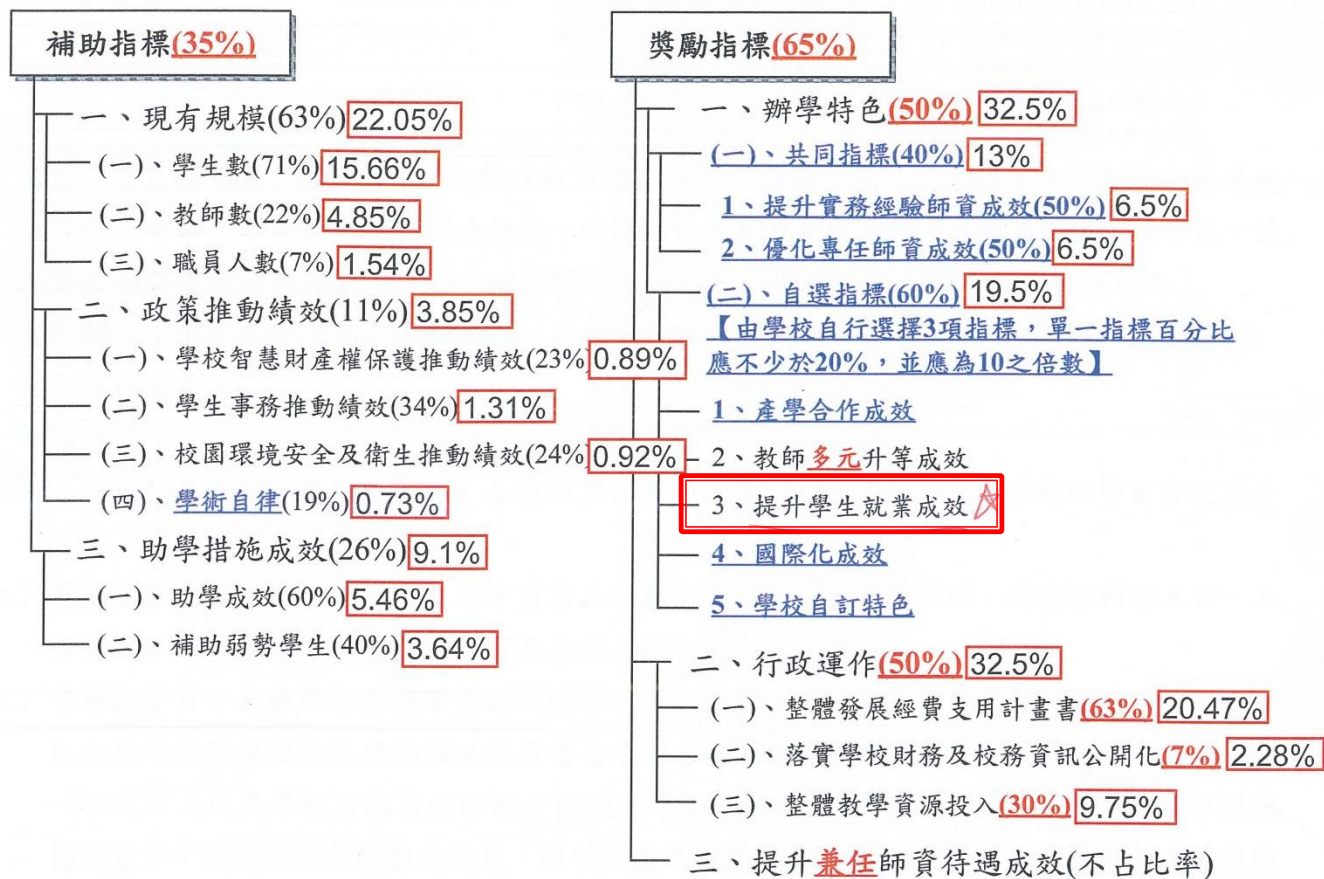 補助指標(35%)
一、現有規模(63%) 22.05%
(一)、學生數(71%) 15.66%
(二)、教師數(22%) 4.85%
(三)、職員人數(7%) 1.54%
二、政策推動績效(11%) 3.85%
(一)、學校智慧財產權保護推動績效(23%) 0.89%
(二)、學生事務推動績效(34%) 1.31%
(三)、校園環境安全及衛生推動績效(24%) 0.92%
(四)、學術自律(19%) 0.73%
三、助學措施成效(26%) 9.1%
(一)、助學成效(60%) 5.46%
(二)、補助弱勢學生(40%) 3.64%
獎勵指標(65%)
一、辦學特色(50%) 32.5%
(一)、共同指標(40%) 13%
1、提升實務經驗師資成效(50%) 6.5%
2、優化專任師資成效(50%) 6.5%
(二)、自選指標(60%) 19.5%
【由學校自行選擇3項指標，單一指標百分比
應不少於20%，並應為10之倍數】
1、產學合作成效
2、教師多元升等成效
3、提升學生就業成效
4、國際化成效
5、學校自訂特色
二、行政運作(50%) 32.5%
(一)、整體發展經費支用計畫書(63%) 20.47%
(二)、落實學校財務及校務資訊公開化(7%) 2.28%
(三)、整體教學資源投入(30%) 9.75%
三、提升兼任師資待遇成效(不占比率)